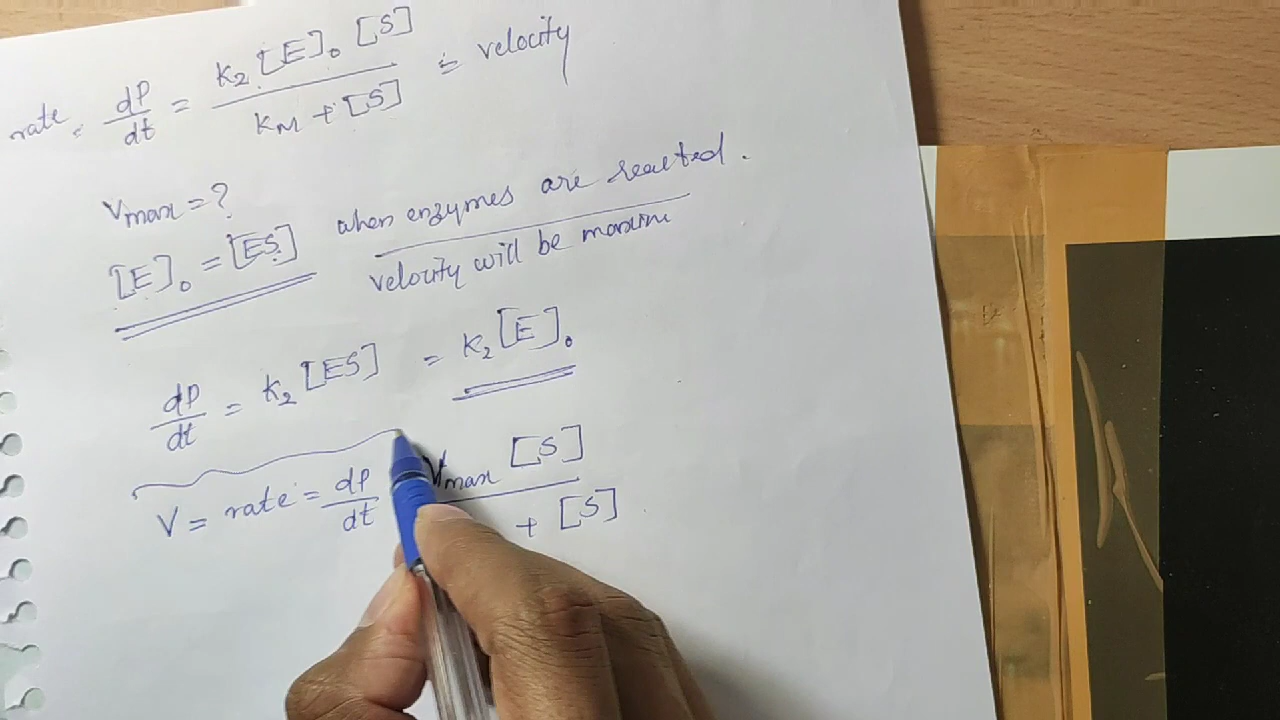 rate = dP/dt = k₂ [E]₀ [S] / kM + [S] = velocity
Vmax = ?
[E]₀ = [ES] when enzymes are reacted.
velocity will be maxim
dP/dt = k₂ [ES] = k₂ [E]₀
V = rate = dP/dt Vmax [S] / + [S]